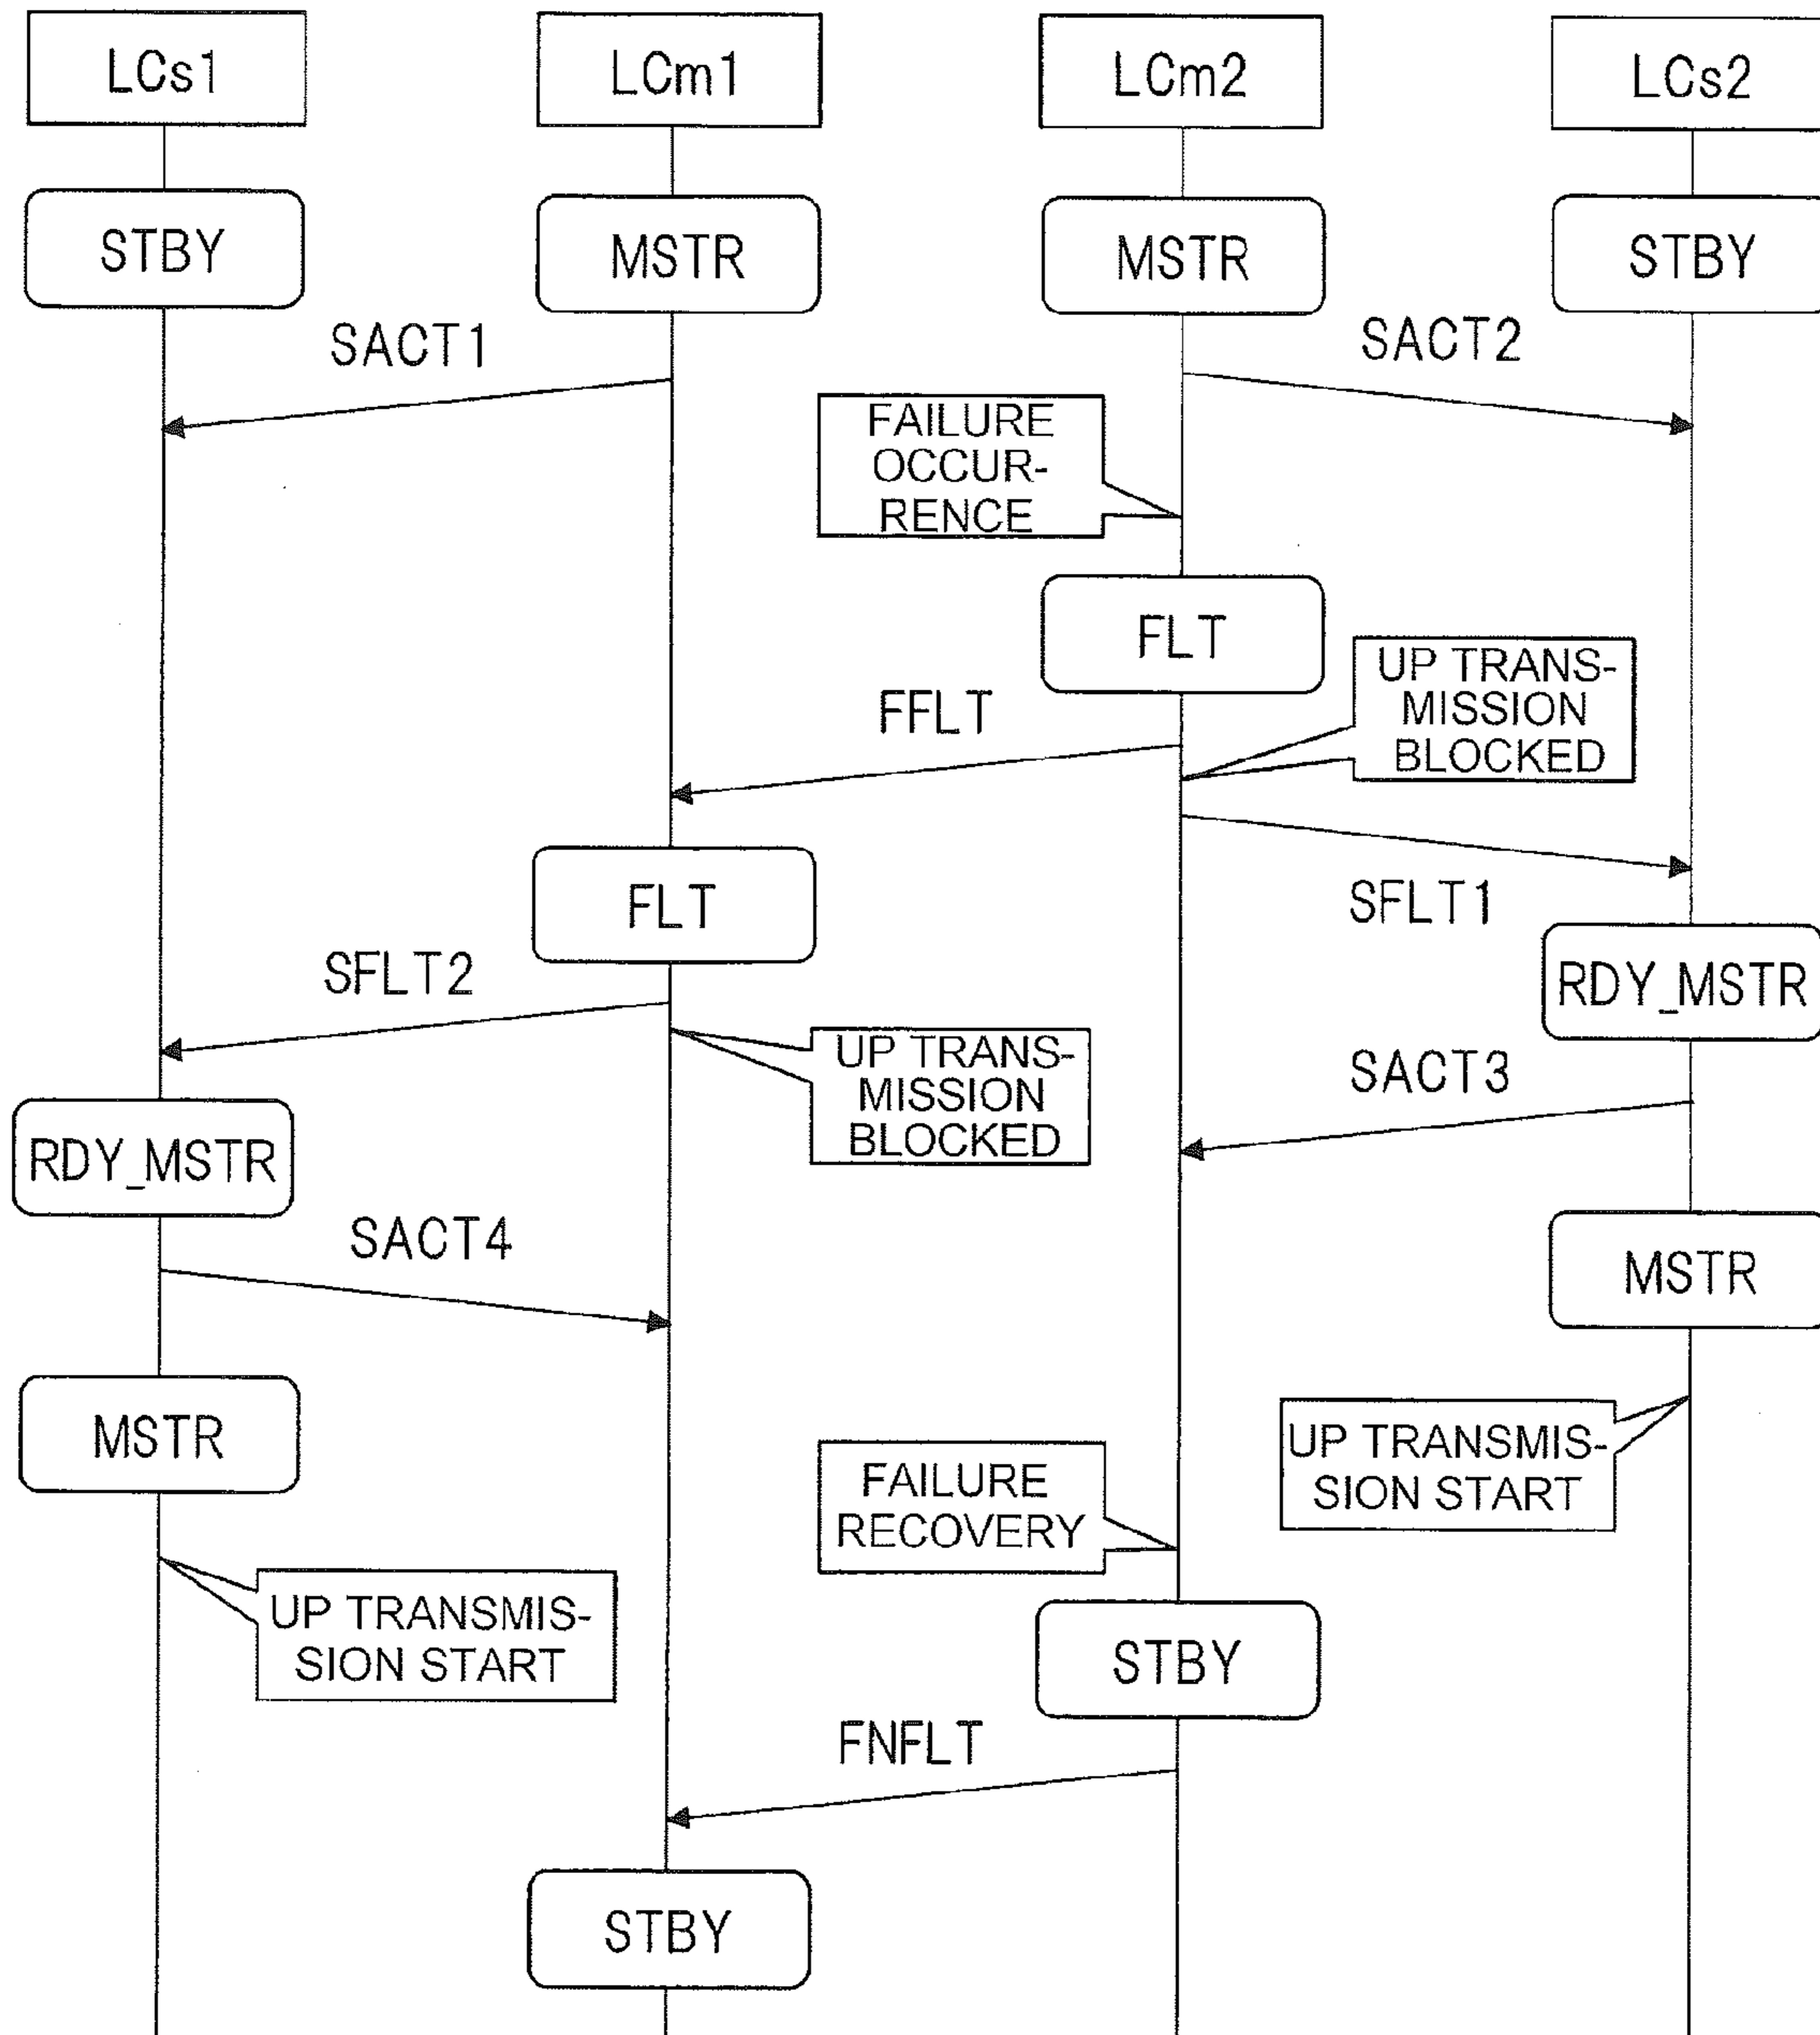 LCs1
LCm1
LCm2
LCs2
STBY
MSTR
MSTR
STBY
SACT1
SACT2
FAILURE
OCCUR-
RENCE
FLT
UP TRANS-
MISSION
BLOCKED
FFLT
FLT
SFLT1
SFLT2
RDY_MSTR
UP TRANS-
MISSION
BLOCKED
SACT3
RDY_MSTR
SACT4
MSTR
MSTR
UP TRANSMIS-
SION START
FAILURE
RECOVERY
UP TRANSMIS-
SION START
STBY
FNFLT
STBY